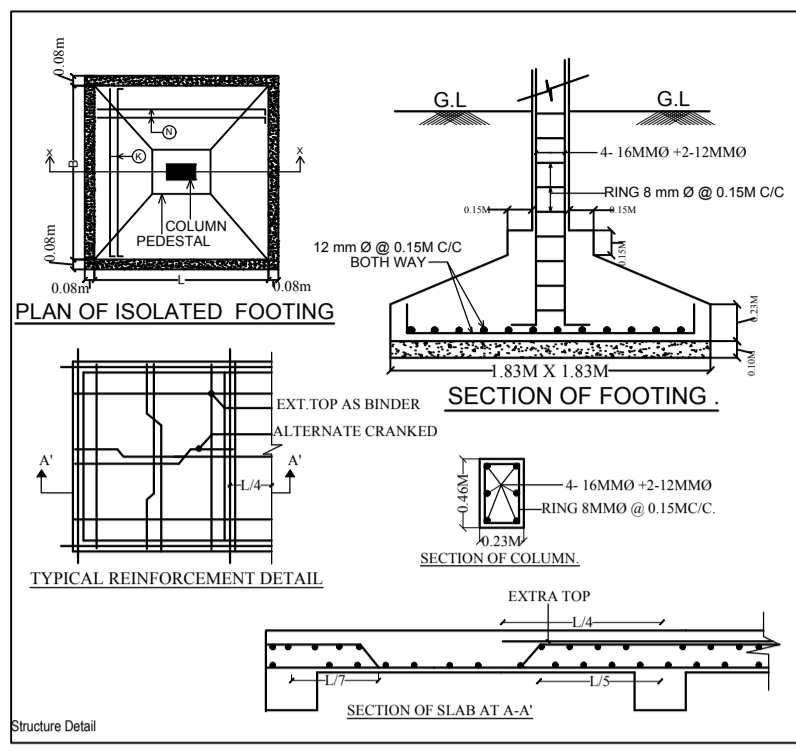 0.08m
N
K
X
X
B
COLUMN
PEDESTAL
0.08m
L
0.08m
0.08m
PLAN OF ISOLATED FOOTING
G.L
G.L
4- 16MMØ +2-12MMØ
RING 8 mm Ø @ 0.15M C/C
0.15M
0.15M
0.15M
12 mm Ø @ 0.15M C/C
BOTH WAY
0.23M
0.10M
1.83M X 1.83M
SECTION OF FOOTING .
EXT.TOP AS BINDER
ALTERNATE CRANKED
A'
A'
L/4
TYPICAL REINFORCEMENT DETAIL
0.46M
4- 16MMØ +2-12MMØ
RING 8MMØ @ 0.15MC/C.
0.23M
SECTION OF COLUMN.
EXTRA TOP
L/4
L/7
L/5
SECTION OF SLAB AT A-A'
Structure Detail